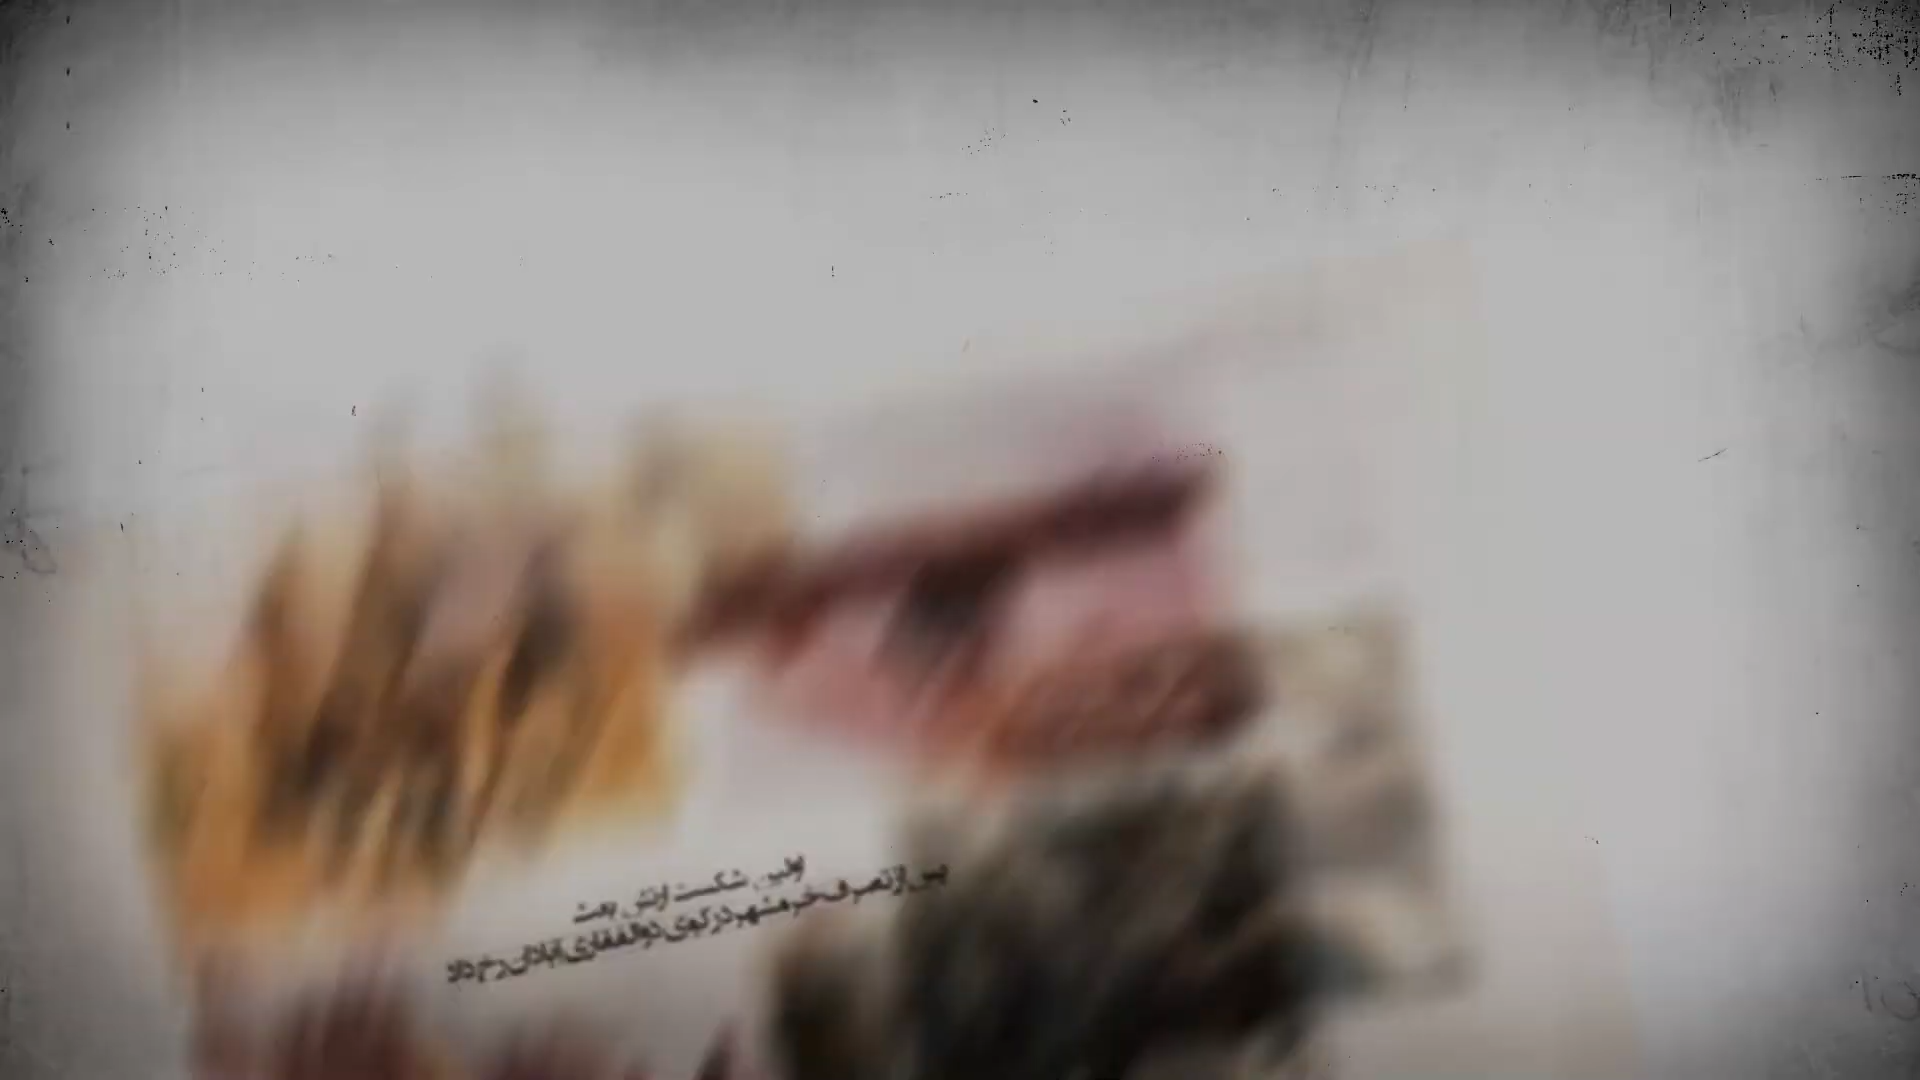 اولین شکست ارتش بعث
پس از تصرف خرمشهر در کوی ذوالفقاری آبادان رخ داد